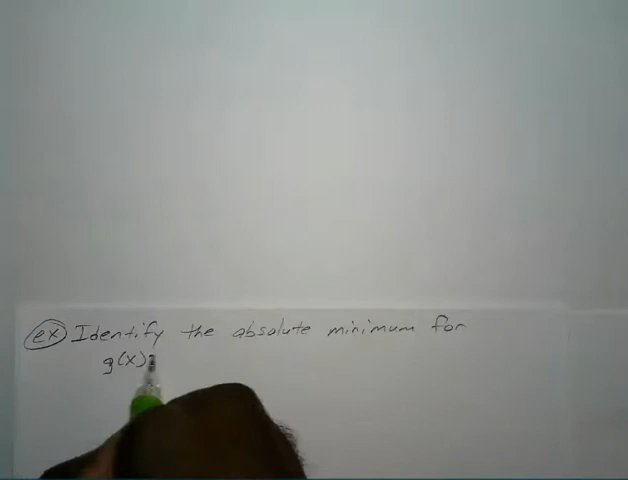 ex Identify the absolute minimum for
g(x)